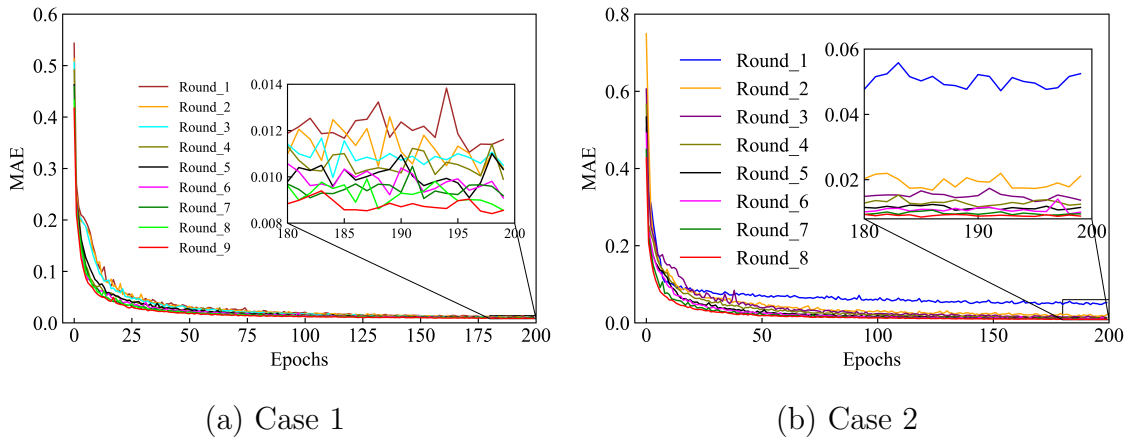 0.6
0.5
0.4
0.3
0.2
0.1
0.0
MAE
0
25
50
75
100
125
150
175
200
Epochs
Round_1
Round_2
Round_3
Round_4
Round_5
Round_6
Round_7
Round_8
Round_9
0.014
0.012
0.010
0.008
180
185
190
195
200
(a) Case 1
0.8
0.6
0.4
0.2
0.0
MAE
0
50
100
150
200
Epochs
Round_1
Round_2
Round_3
Round_4
Round_5
Round_6
Round_7
Round_8
0.06
0.04
0.02
180
190
200
(b) Case 2